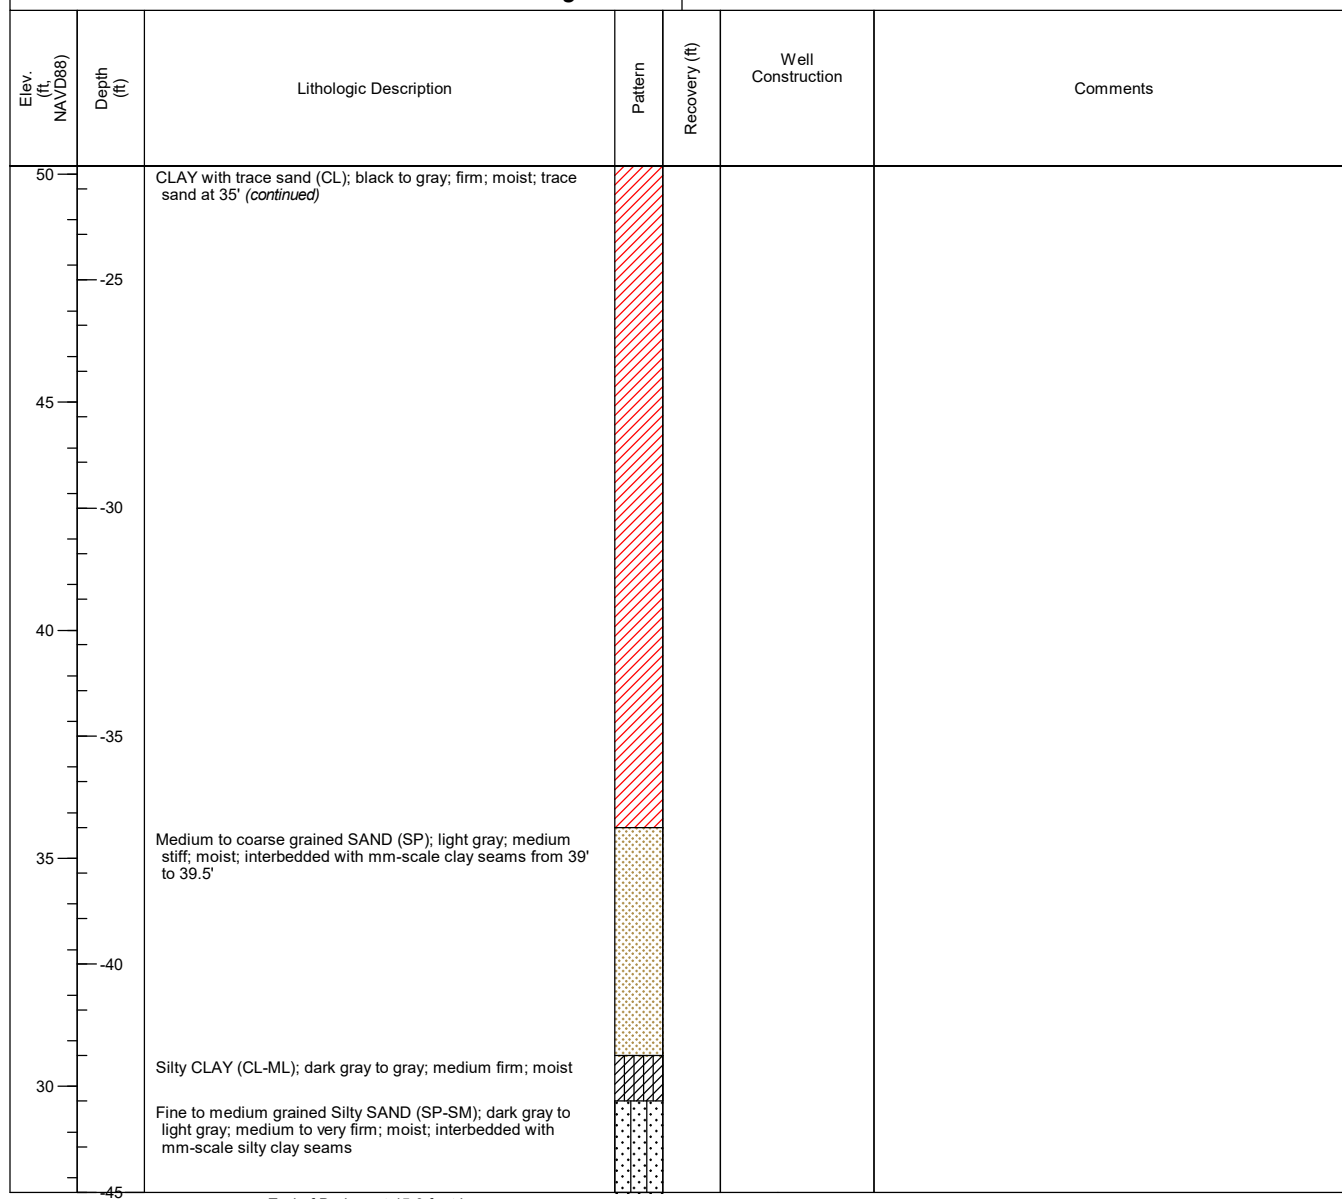 Elev.
(ft,
NAVD88)
Depth
(ft)
Lithologic Description
Pattern
Recovery (ft)
Well
Construction
Comments
50
CLAY with trace sand (CL); black to gray; firm; moist; trace
sand at 35' (continued)
-25
45
-30
40
-35
Medium to coarse grained SAND (SP); light gray; medium
stiff; moist; interbedded with mm-scale clay seams from 39'
to 39.5'
35
-40
Silty CLAY (CL-ML); dark gray to gray; medium firm; moist
30
Fine to medium grained Silty SAND (SP-SM); dark gray to
light gray; medium to very firm; moist; interbedded with
mm-scale silty clay seams
-45